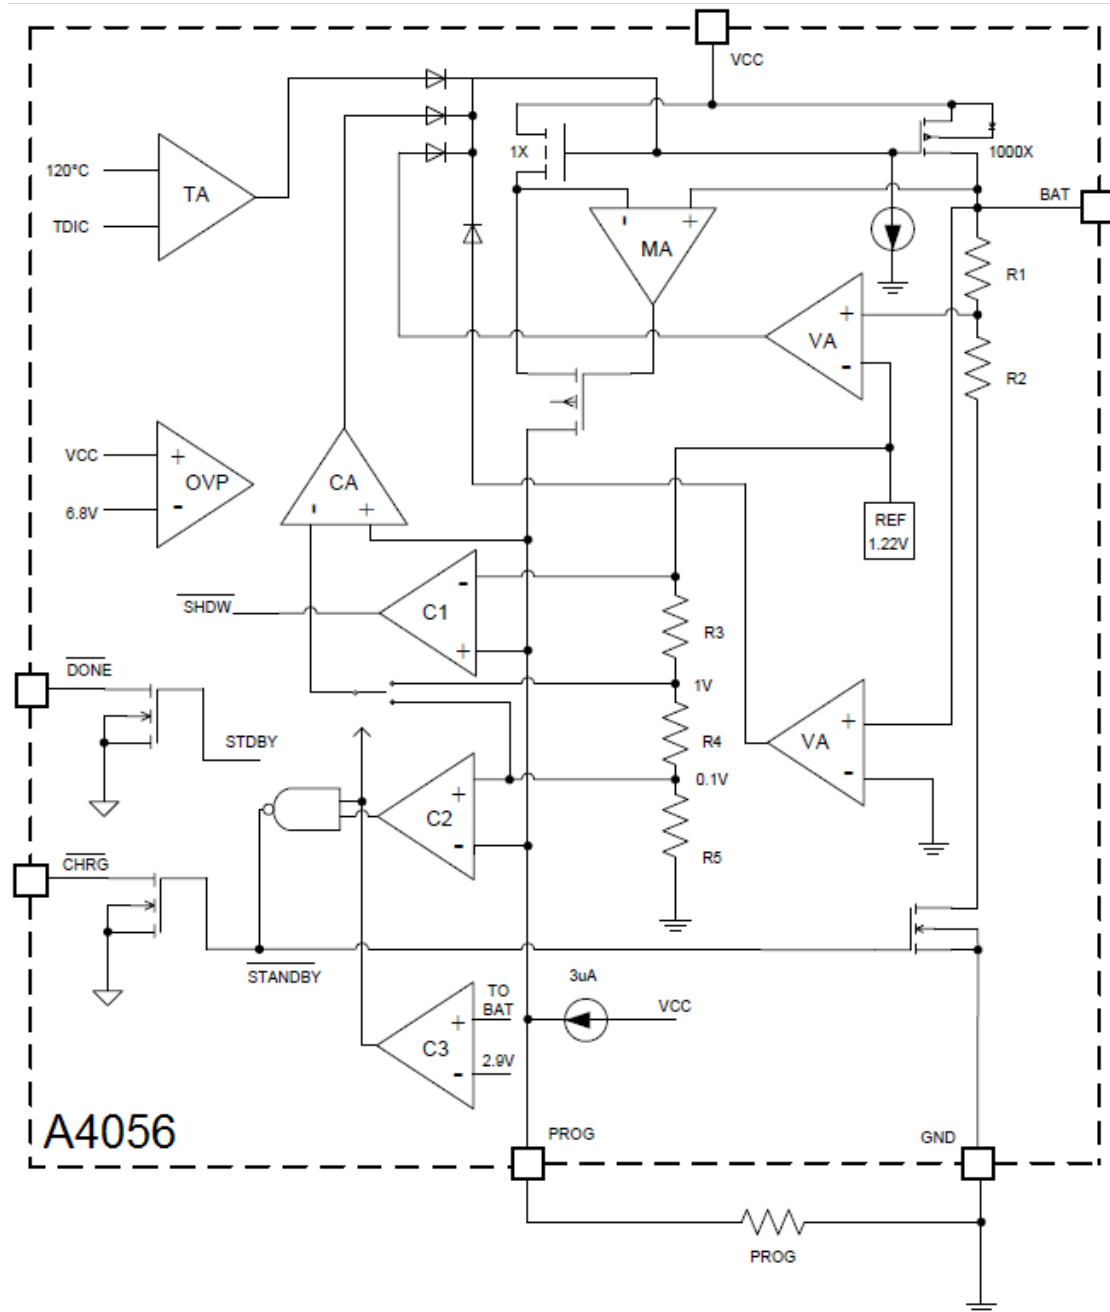 VCC
1X
1000X
120°C
TA
TDIC
BAT
- +
MA
R1
+
VA
-
R2
VCC
+
OVP
-
6.8V
CA
- +
REF
1.22V
-
SHDW
C1
+
R3
DONE
1V
STDBY
R4
+
VA
-
0.1V
+
C2
-
R5
CHRG
STANDBY
3uA
TO
BAT
VCC
+
C3
-
2.9V
A4056
PROG
GND
PROG